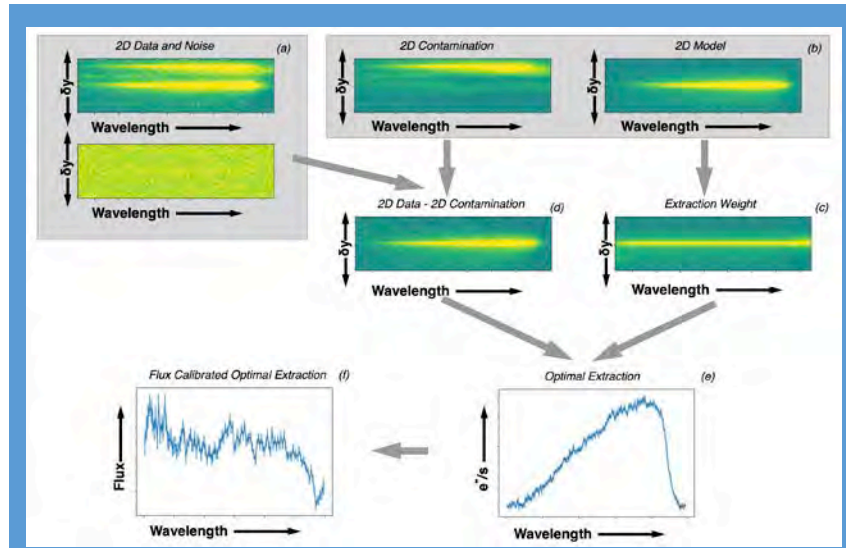 2D Data and Noise
(a)
δy
Wavelength
δy
Wavelength
2D Contamination
2D Model
(b)
δy
Wavelength
δy
Wavelength
2D Data - 2D Contamination
(d)
δy
Wavelength
Extraction Weight
(c)
δy
Wavelength
Flux Calibrated Optimal Extraction
(f)
Flux
Wavelength
Optimal Extraction
(e)
e⁻/s
Wavelength